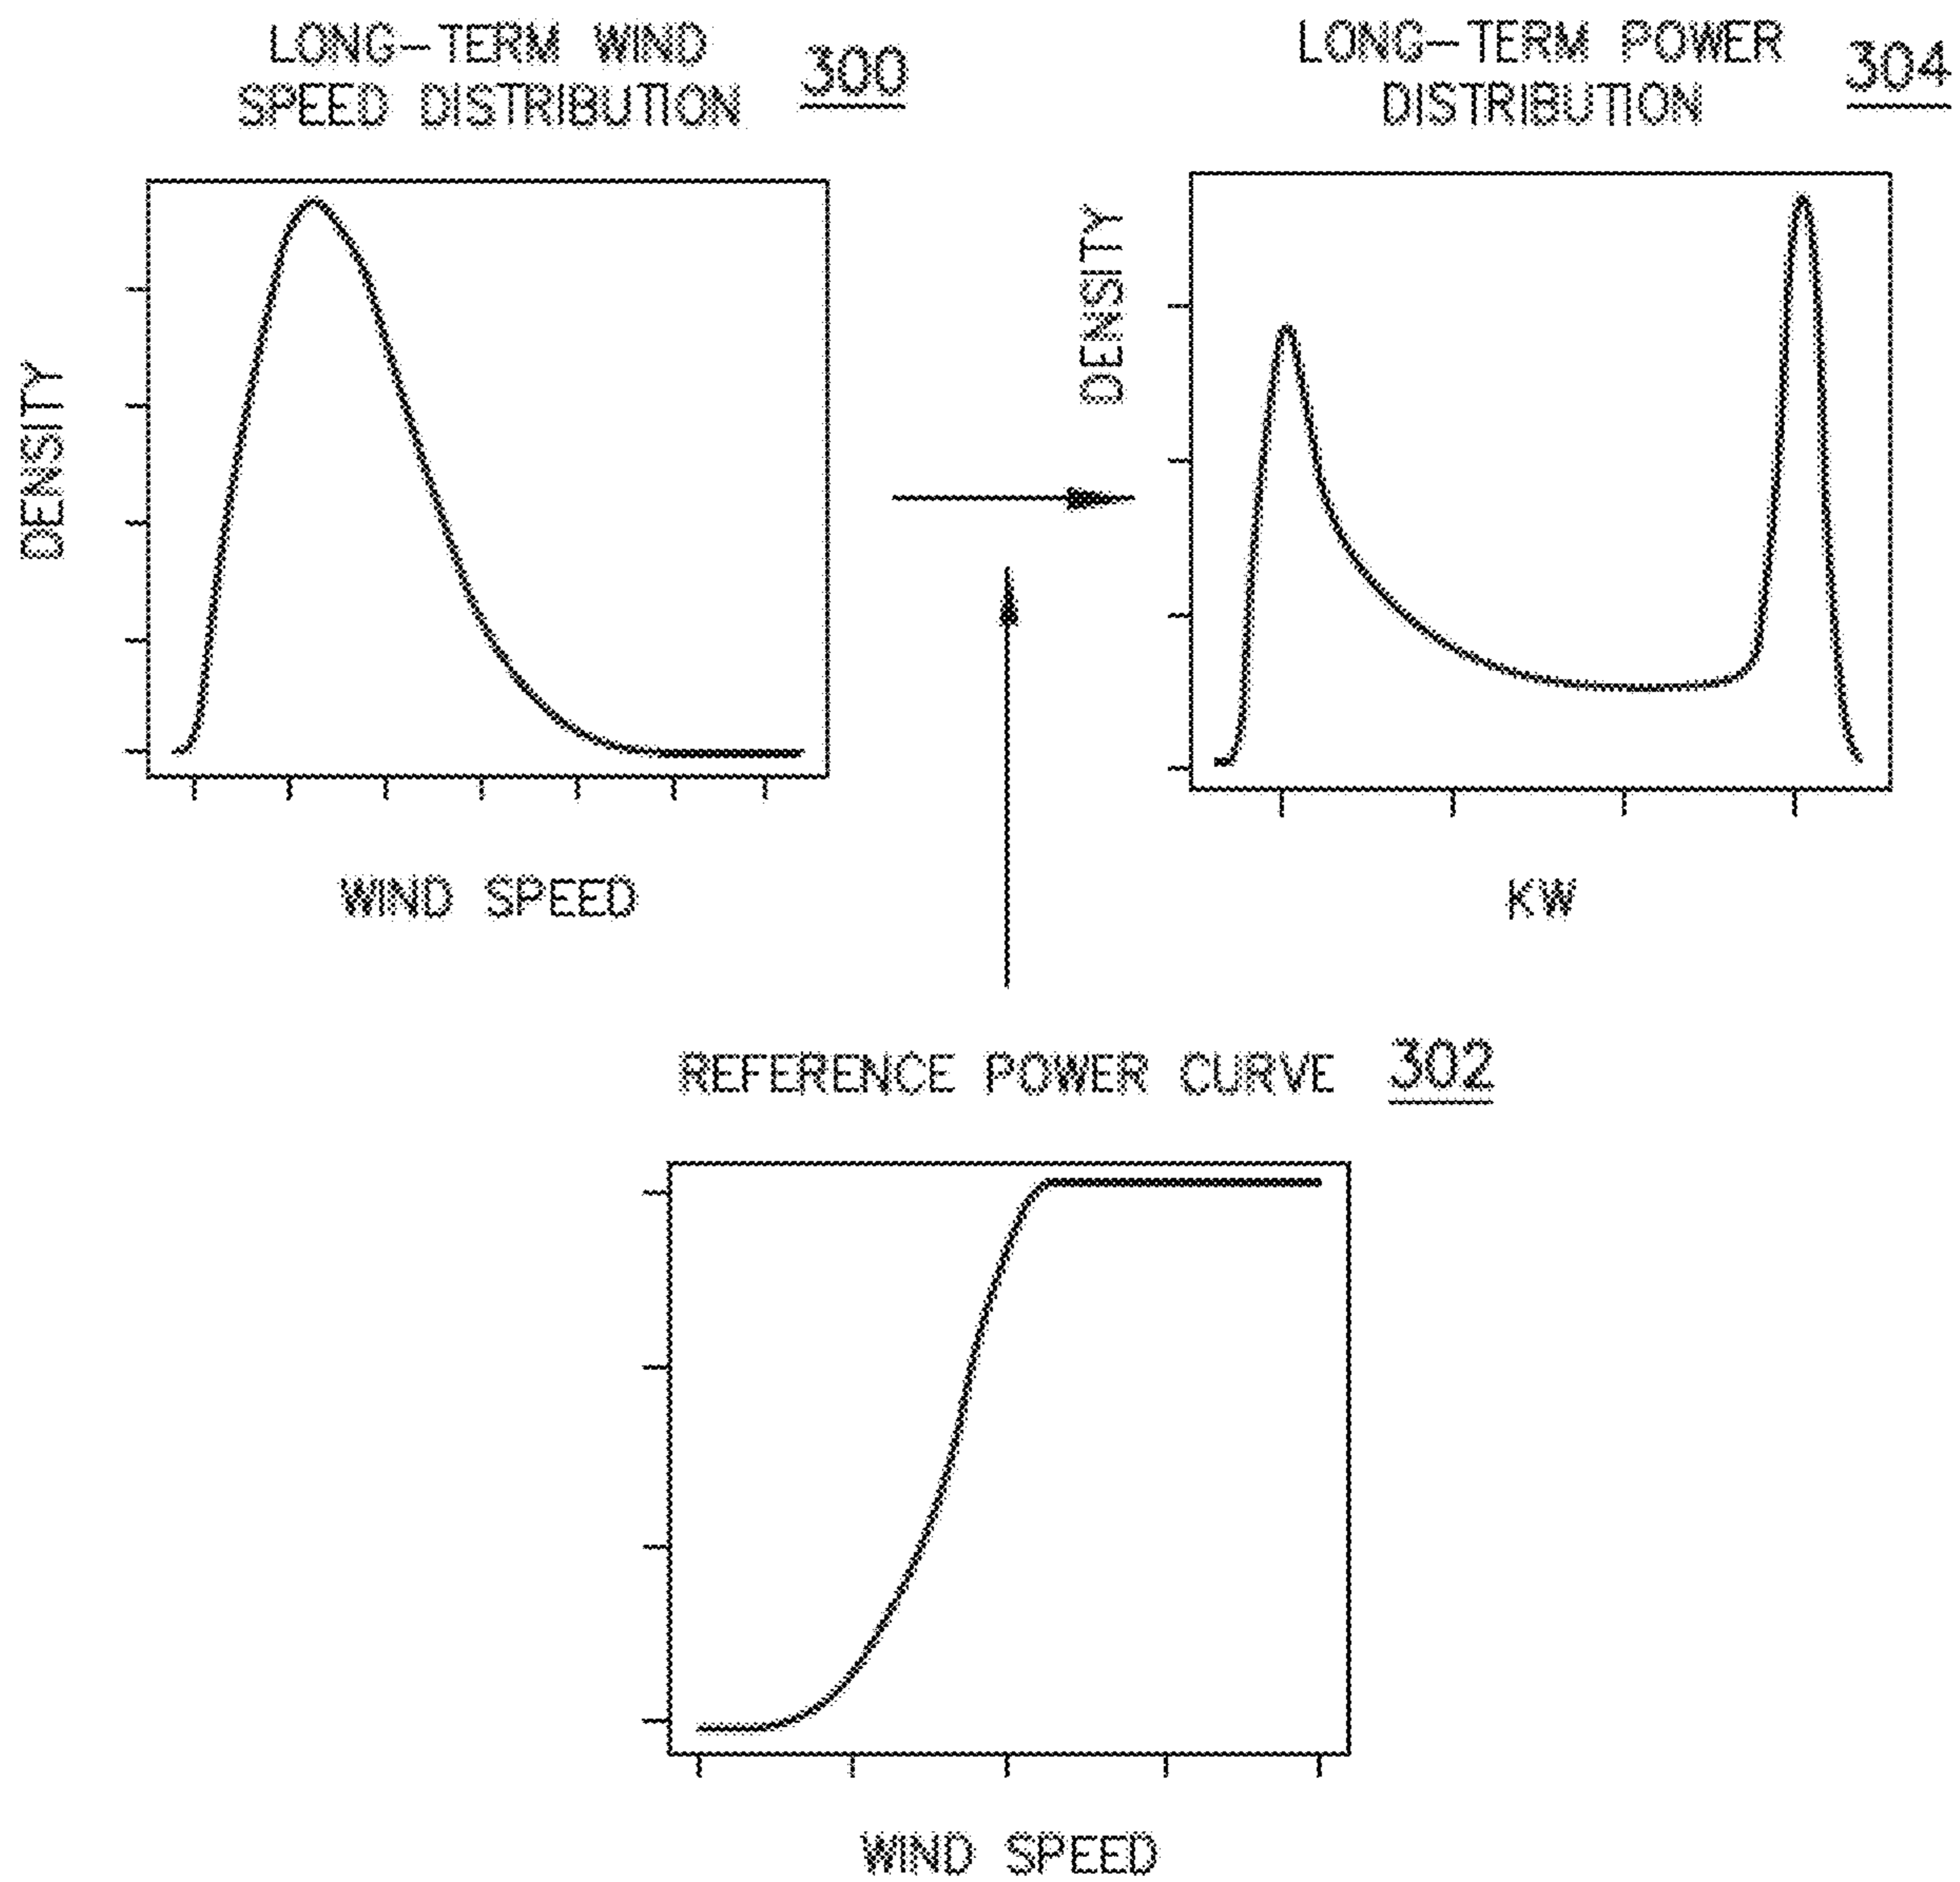 LONG-TERM WIND
SPEED DISTRIBUTION
300
DENSITY
WIND SPEED
LONG-TERM POWER
DISTRIBUTION
304
DENSITY
KW
REFERENCE POWER CURVE
302
WIND SPEED